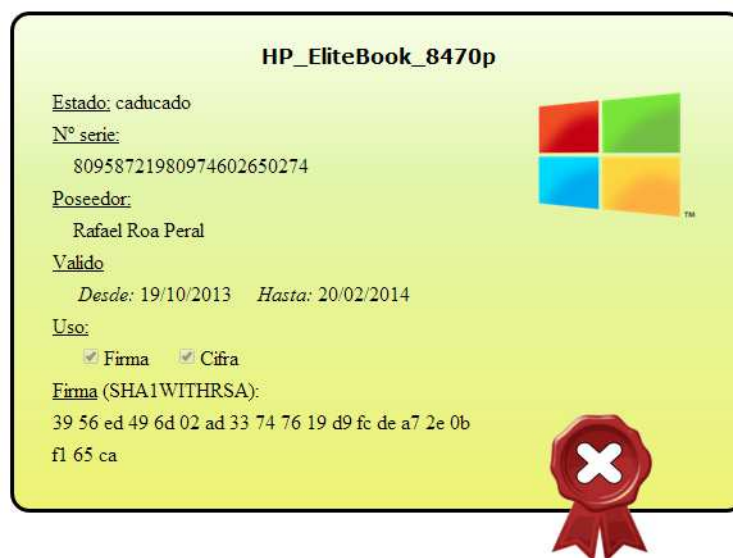 HP_EliteBook_8470p
Estado: caducado
Nº serie:
80958721980974602650274
Poseedor:
Rafael Roa Peral
Valido
Desde: 19/10/2013 Hasta: 20/02/2014
Uso:
Firma Cifra
Firma (SHA1WITHRSA):
39 56 ed 49 6d 02 ad 33 74 76 19 d9 fc de a7 2e 0b
f1 65 ca
TM